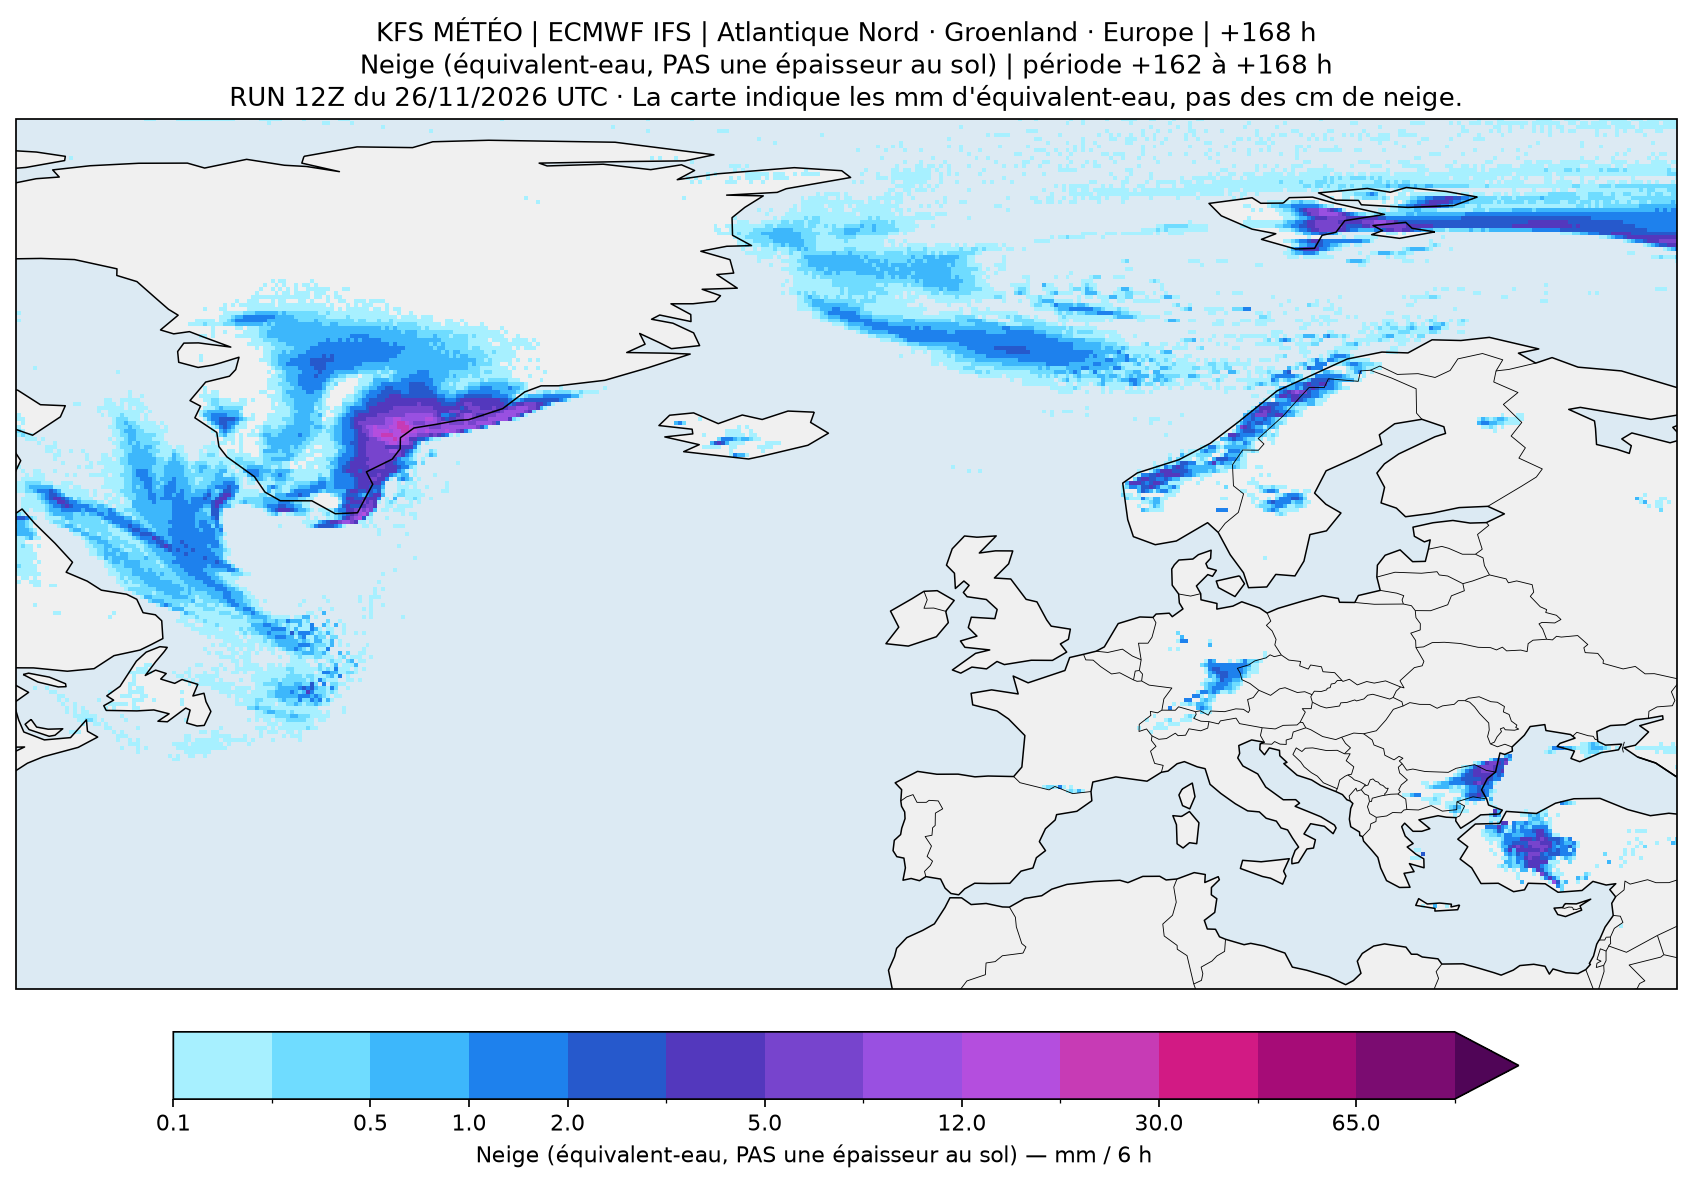 KFS MÉTÉO | ECMWF IFS | Atlantique Nord · Groenland · Europe | +168 h
Neige (équivalent-eau, PAS une épaisseur au sol) | période +162 à +168 h
RUN 12Z du 26/11/2026 UTC · La carte indique les mm d'équivalent-eau, pas des cm de neige.
0.1 0.5 1.0 2.0 5.0 12.0 30.0 65.0
Neige (équivalent-eau, PAS une épaisseur au sol) — mm / 6 h